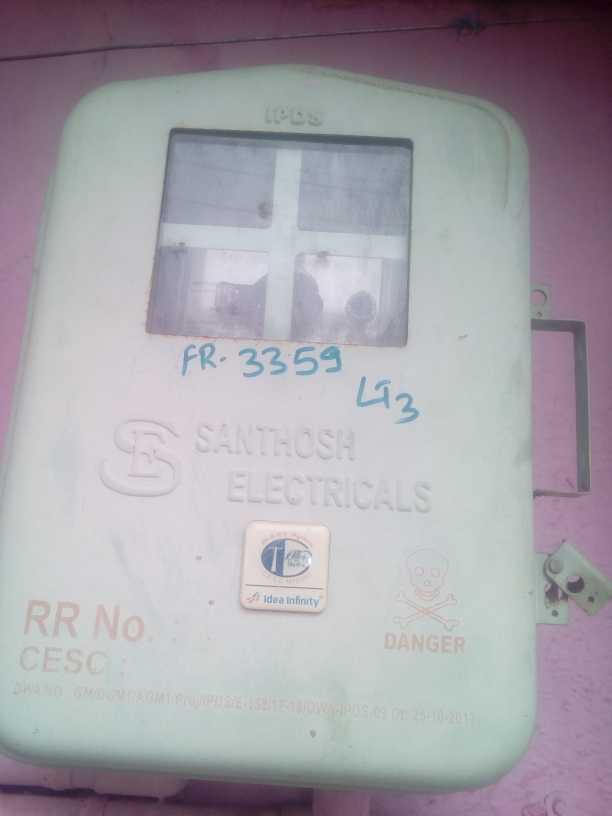 IPDS
FR. 3359
LT3
SE SANTHOSH
ELECTRICALS
Idea Infinity
DANGER
RR No. :
CESC :
DWA NO : GM/DGM1/AGM1/Proj/IPDS/E-158/17-18/DWA-IPDS-09 Dt: 25-10-2017